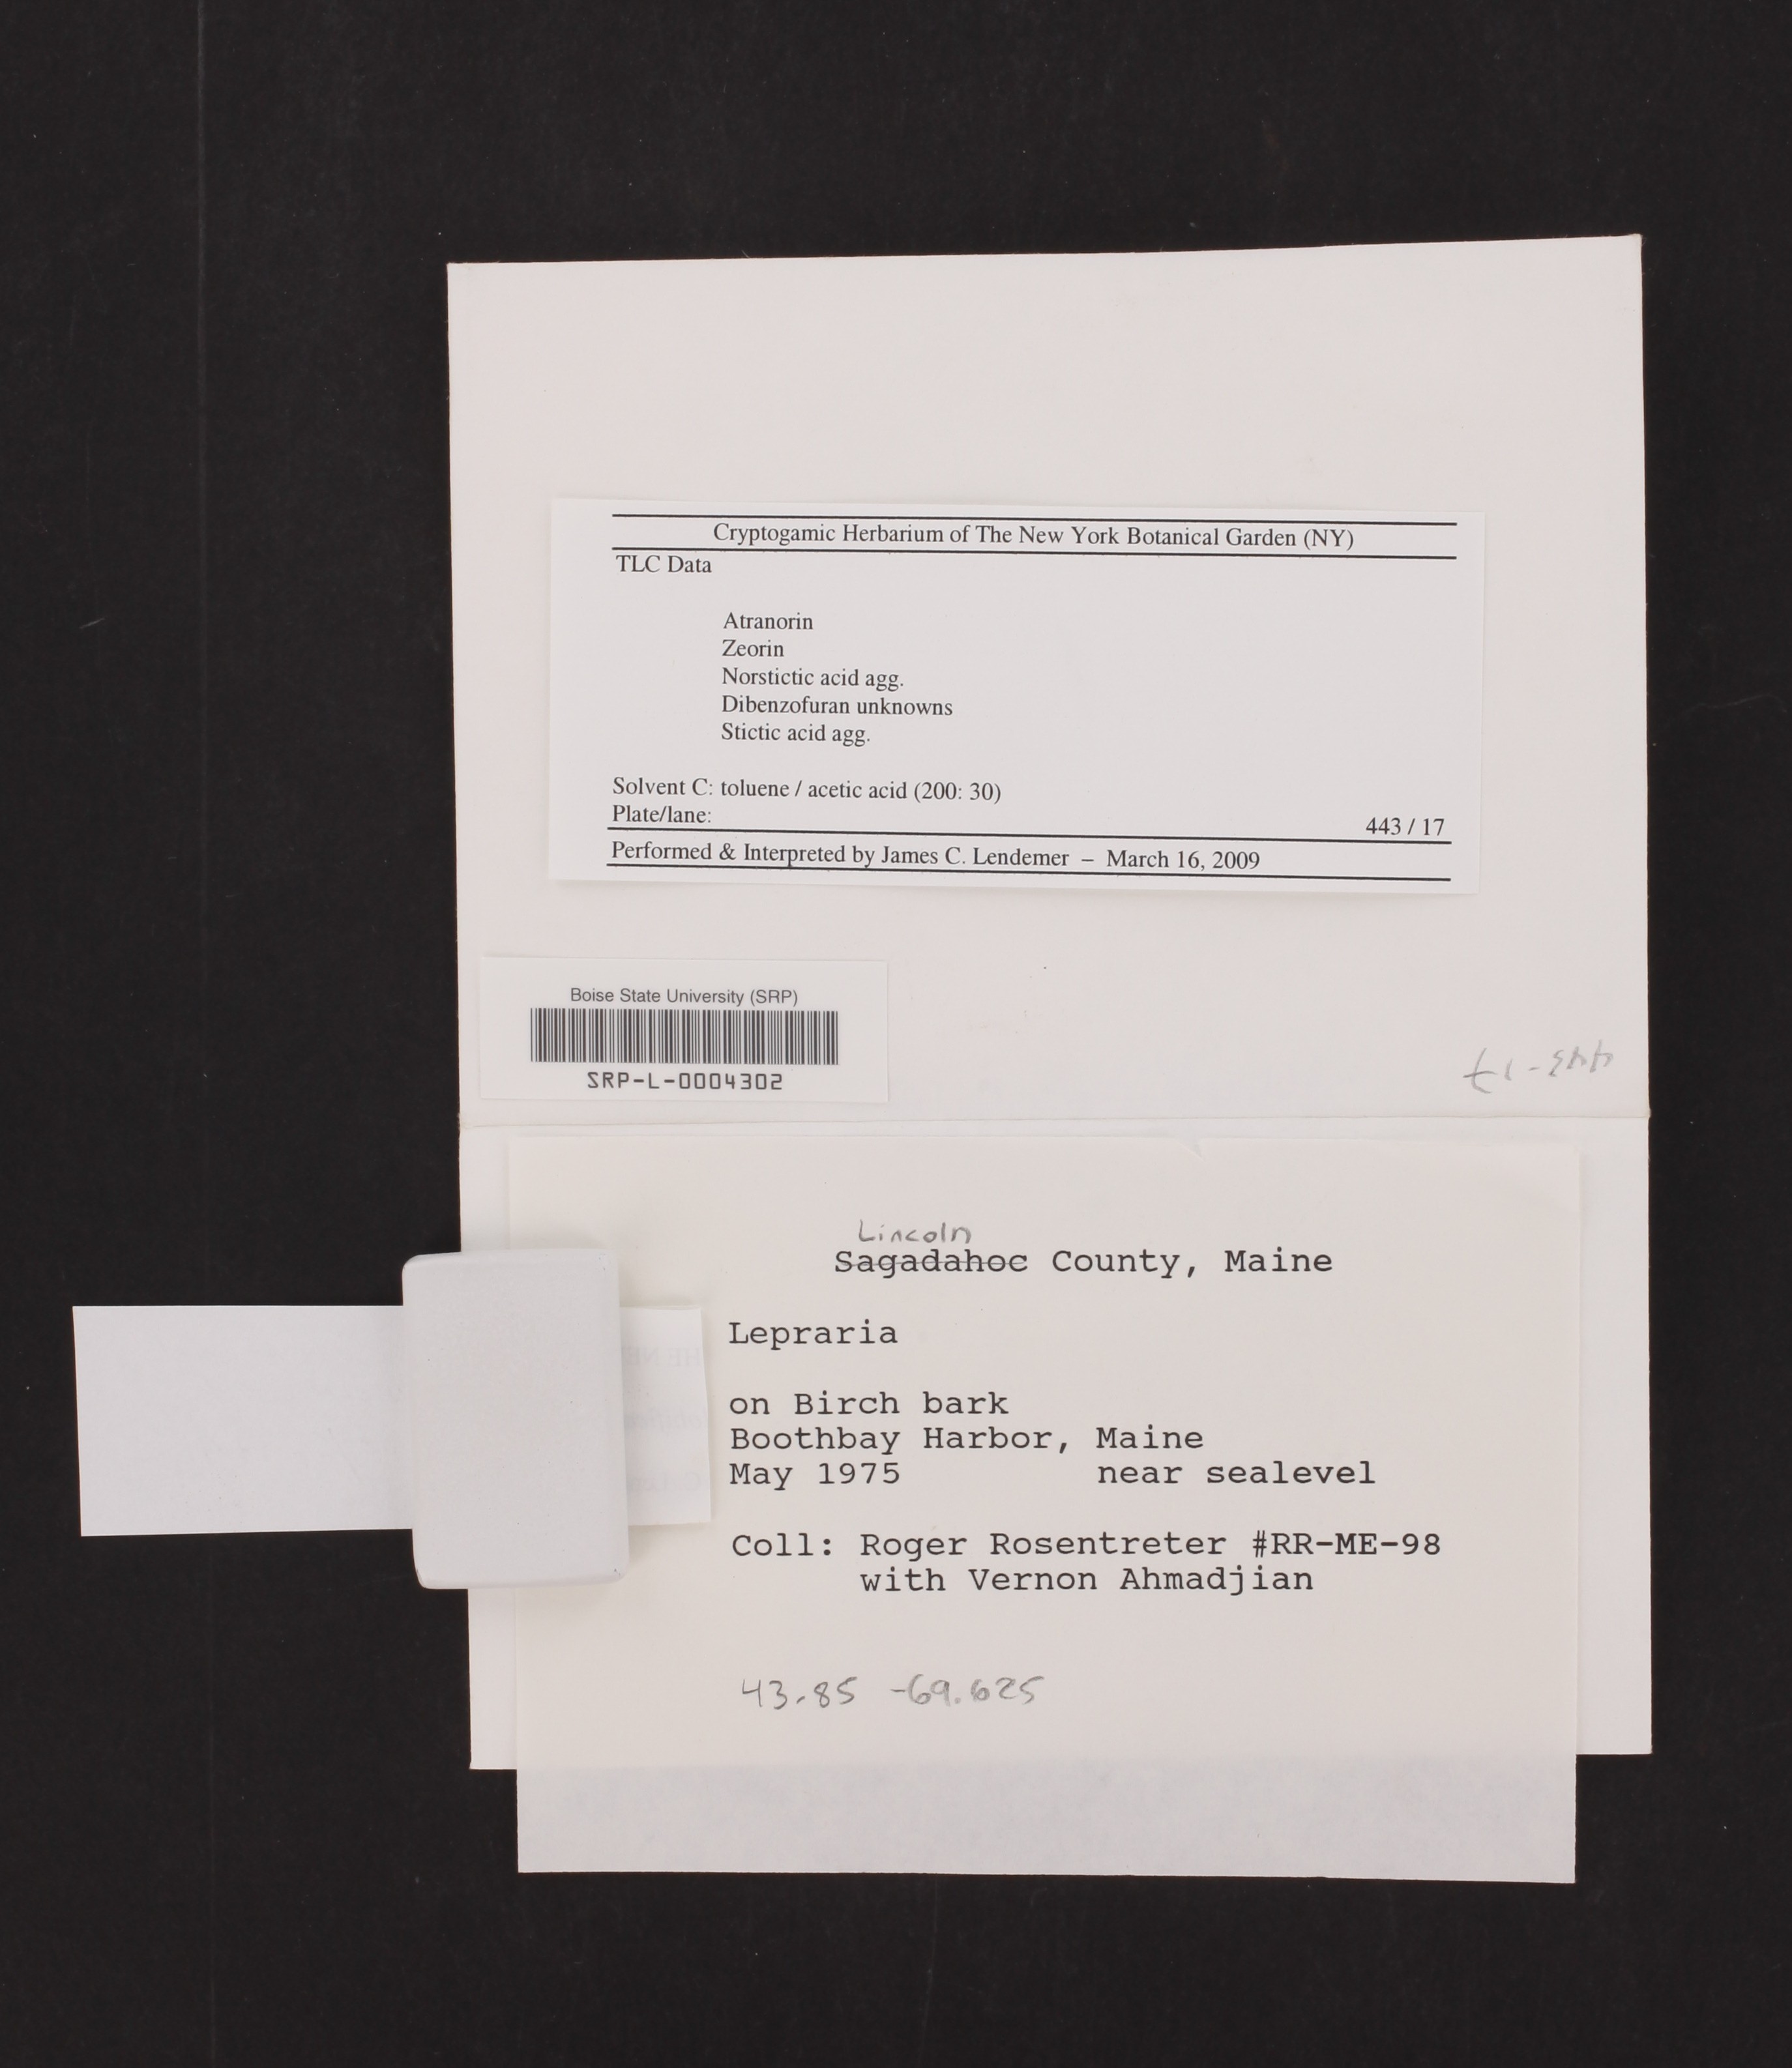 Cryptogamic Herbarium of The New York Botanical Garden (NY)
TLC Data
Atranorin
Zeorin
Norstictic acid agg.
Dibenzofuran unknowns
Stictic acid agg.
Solvent C: toluene / acetic acid (200: 30)
Plate/lane: 443 / 17
Performed & Interpreted by James C. Lendemer – March 16, 2009
Boise State University (SRP)
SRP-L-0004302
443-17
Lincoln
Sagadahoc County, Maine
Lepraria
on Birch bark
Boothbay Harbor, Maine
May 1975 near sealevel
Coll: Roger Rosentreter #RR-ME-98
with Vernon Ahmadjian
43.85 -69.625